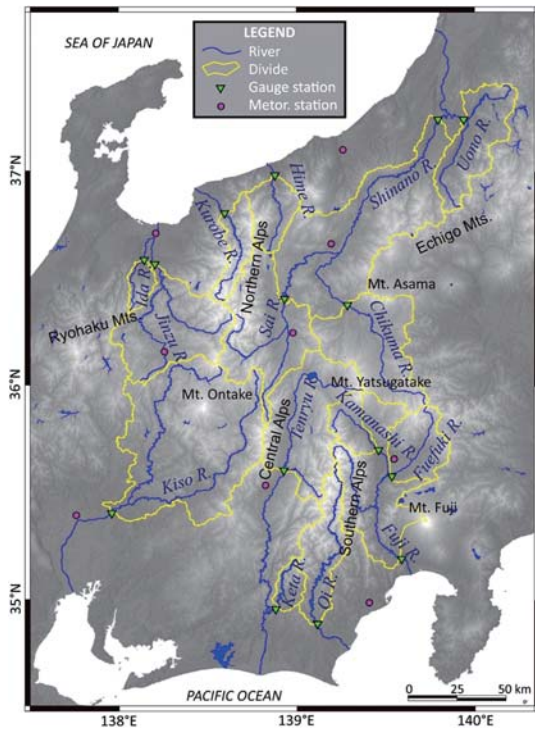 SEA OF JAPAN
LEGEND
River
Divide
Gauge station
Metor. station
37°N
36°N
35°N
Uono R.
Shinano R.
Hime R.
Kurobe R.
Echigo Mts.
Northern Alps
Mt. Asama
Ida R.
Ryohaku Mts.
Jinzu R.
Sai R.
Chikuma R.
Mt. Ontake
Mt. Yatsugatake
Tenryu R.
Kamanashi R.
Fuefuki R.
Central Alps
Kiso R.
Southern Alps
Mt. Fuji
Fuji R.
Keta R.
Oi R.
PACIFIC OCEAN
0 25 50 km
138°E
139°E
140°E